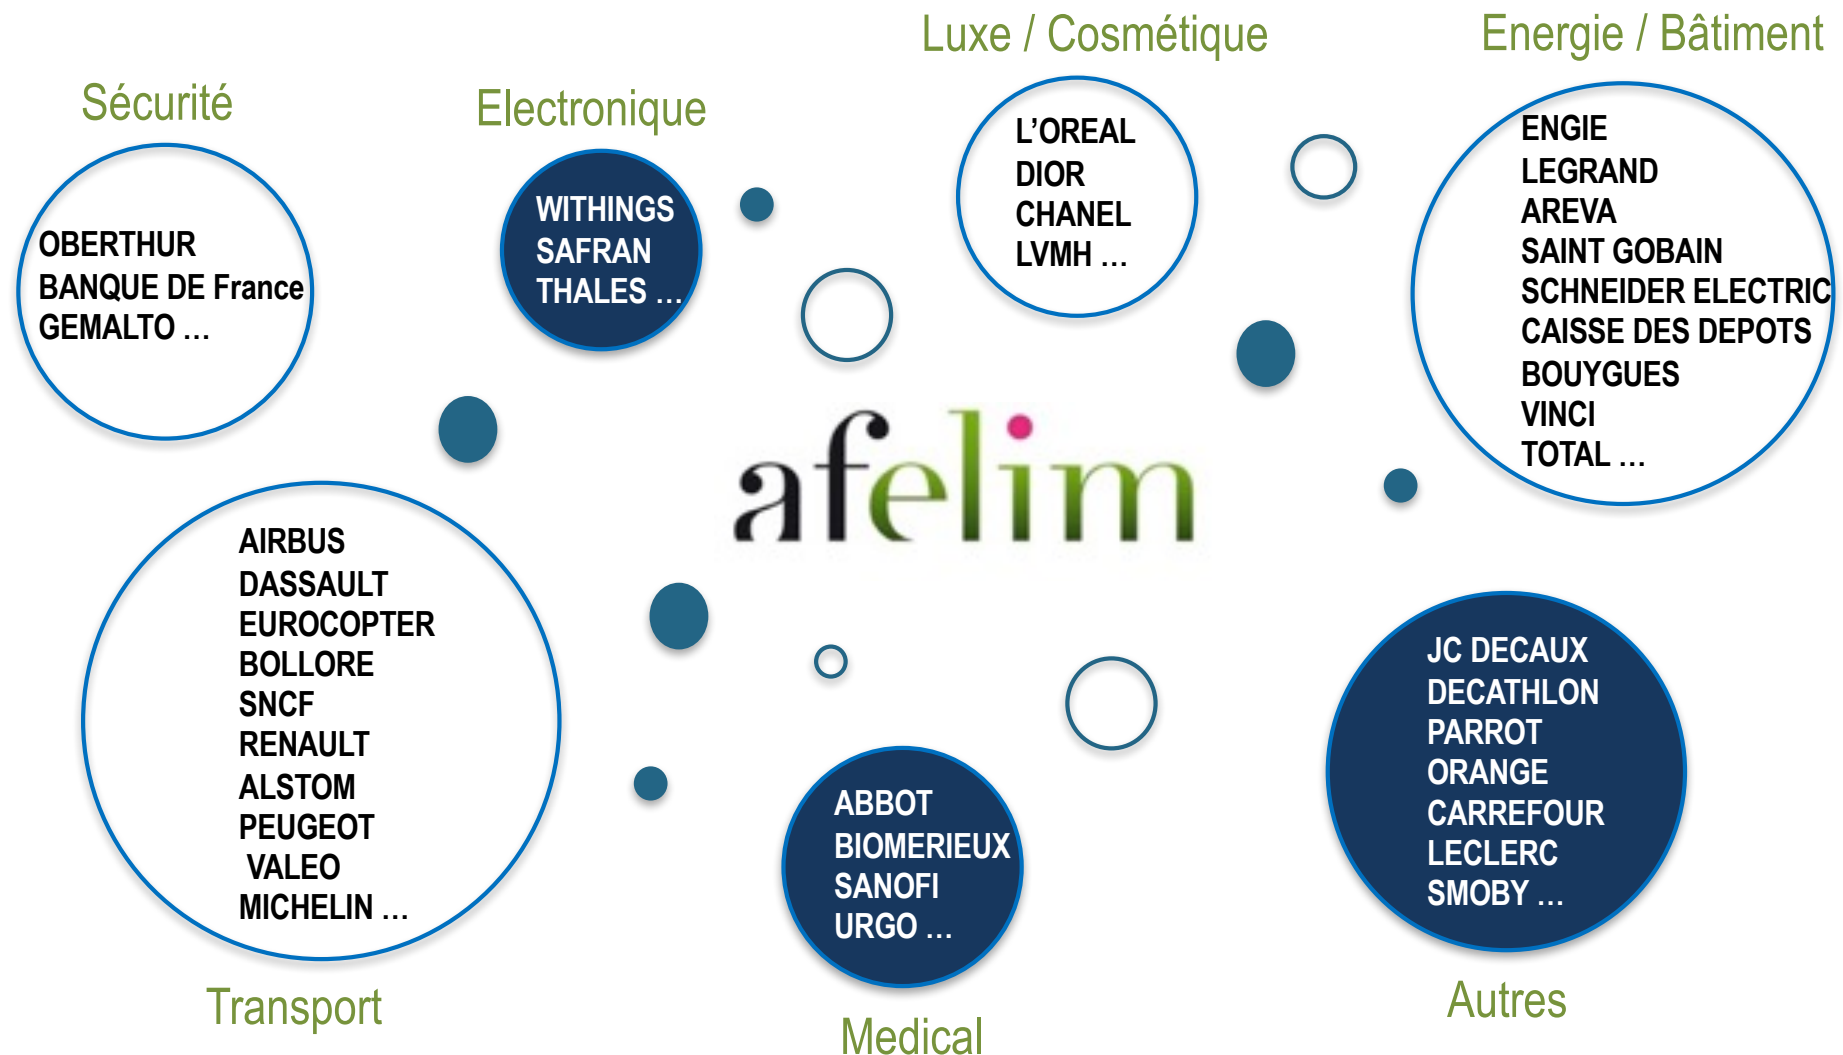 Luxe / Cosmétique
Energie / Bâtiment
Sécurité
Electronique
OBERTHUR
BANQUE DE France
GEMALTO …
WITHINGS
SAFRAN
THALES …
L’OREAL
DIOR
CHANEL
LVMH …
ENGIE
LEGRAND
AREVA
SAINT GOBAIN
SCHNEIDER ELECTRIC
CAISSE DES DEPOTS
BOUYGUES
VINCI
TOTAL …
afelim
AIRBUS
DASSAULT
EUROCOPTER
BOLLORE
SNCF
RENAULT
ALSTOM
PEUGEOT
VALEO
MICHELIN …
Transport
ABBOT
BIOMERIEUX
SANOFI
URGO …
Medical
JC DECAUX
DECATHLON
PARROT
ORANGE
CARREFOUR
LECLERC
SMOBY …
Autres